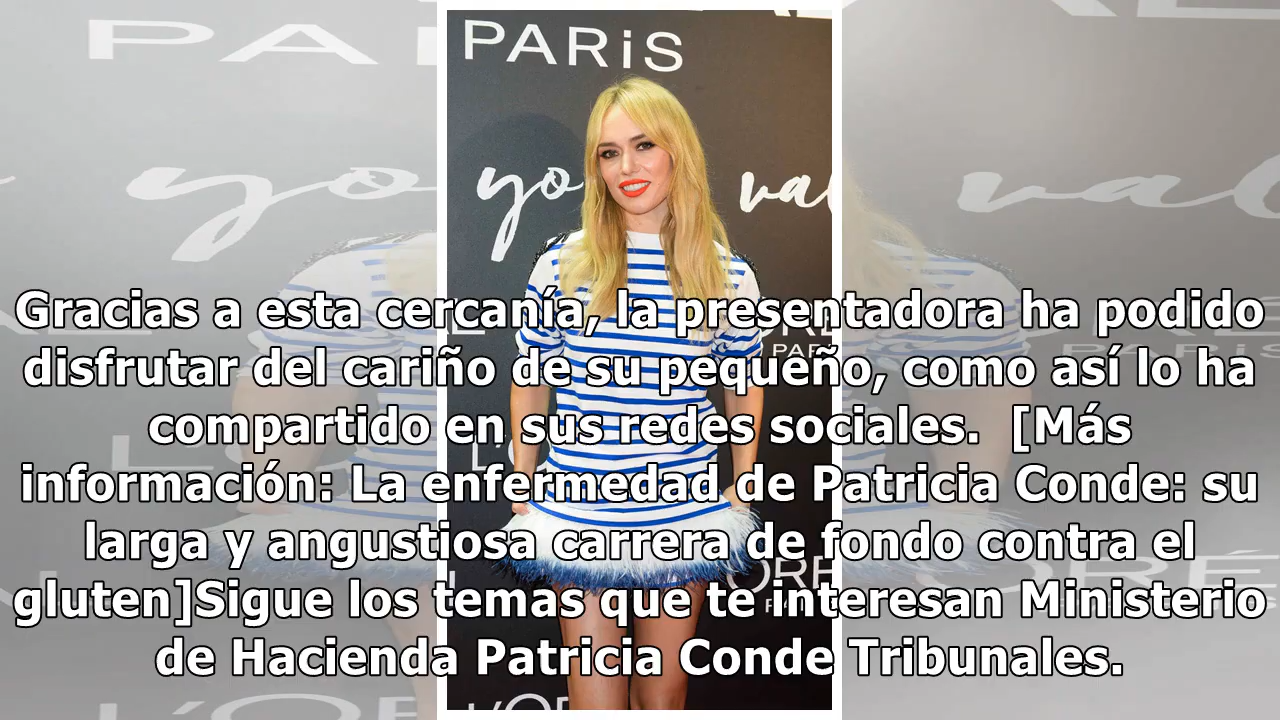 PARiS
yo
val
Gracias a esta cercanía, la presentadora ha podido
disfrutar del cariño de su pequeño, como así lo ha
compartido en sus redes sociales.  [Más
información: La enfermedad de Patricia Conde: su
larga y angustiosa carrera de fondo contra el
gluten]Sigue los temas que te interesan Ministerio
de Hacienda Patricia Conde Tribunales.